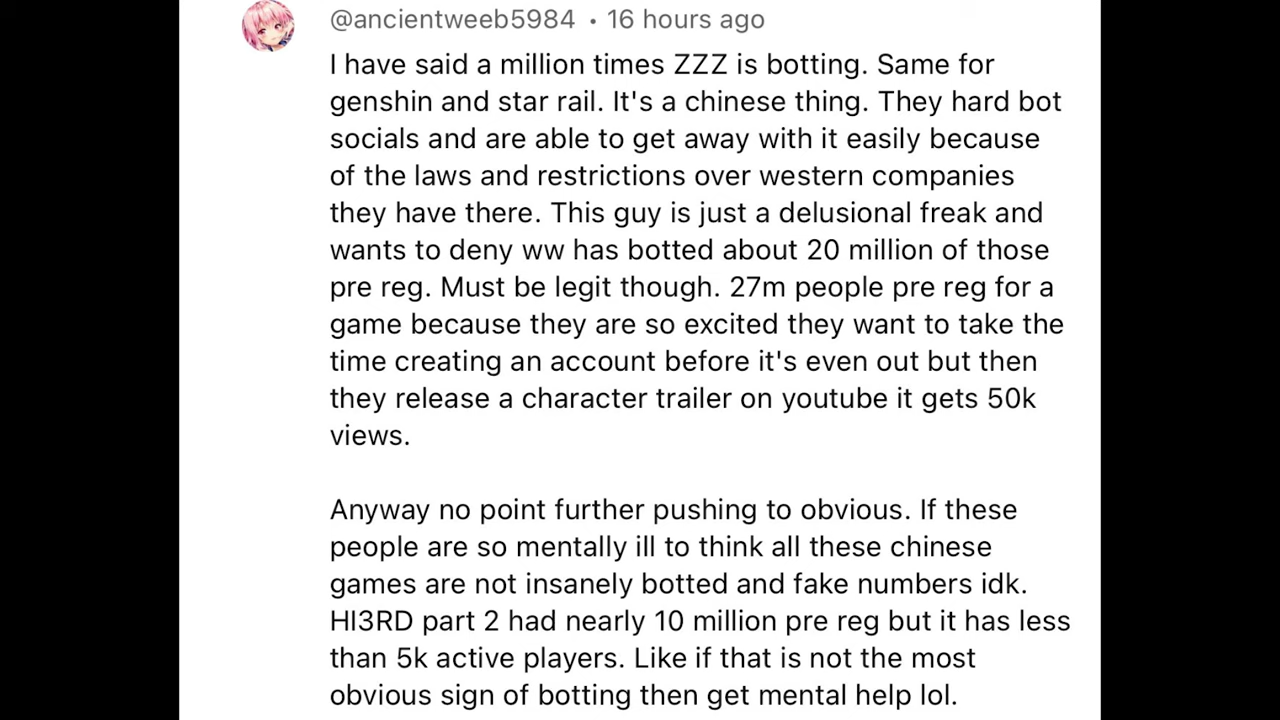 @ancientweeb5984 • 16 hours ago
I have said a million times ZZZ is botting. Same for
genshin and star rail. It's a chinese thing. They hard bot
socials and are able to get away with it easily because
of the laws and restrictions over western companies
they have there. This guy is just a delusional freak and
wants to deny ww has botted about 20 million of those
pre reg. Must be legit though. 27m people pre reg for a
game because they are so excited they want to take the
time creating an account before it's even out but then
they release a character trailer on youtube it gets 50k
views.
Anyway no point further pushing to obvious. If these
people are so mentally ill to think all these chinese
games are not insanely botted and fake numbers idk.
HI3RD part 2 had nearly 10 million pre reg but it has less
than 5k active players. Like if that is not the most
obvious sign of botting then get mental help lol.